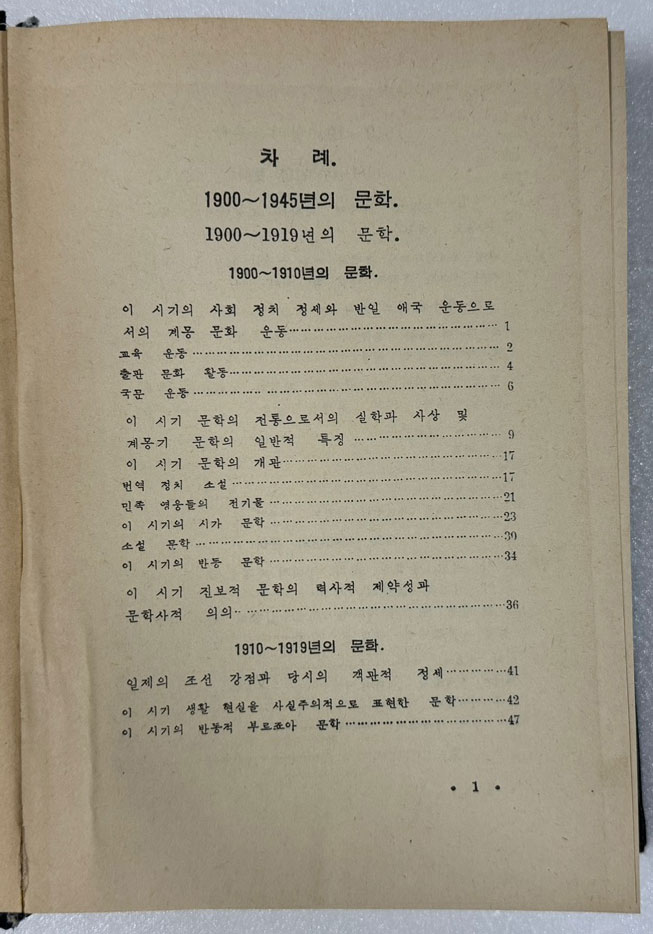 차 례.
1900~1945년의 문학.
1900~1919년의 문학.
1900~1910년의 문학.
이 시기의 사회 정치 정세와 반일 애국 운동으로
서의 계몽 문화 운동 1
교육 운동 2
출판 문화 활동 4
국문 운동 6
이 시기 문학의 전통으로서의 실학과 사상 및
계몽기 문학의 일반적 특징 9
이 시기 문학의 개관 17
번역 정치 소설 17
민족 영웅들의 전기물 21
이 시기의 시가 문학 23
소설 문학
이 시기의 반동 문학 34
이 시기 진보적 문학의 력사적 제약성과
문학사적 의의 36
1910~1919년의 문학.
일제의 조선 강점과 당시의 객관적 정세 41
이 시기 생활 현실을 사실주의적으로 표현한 문학 42
이 시기의 반동적 부르죠아 문학 47
• 1 •